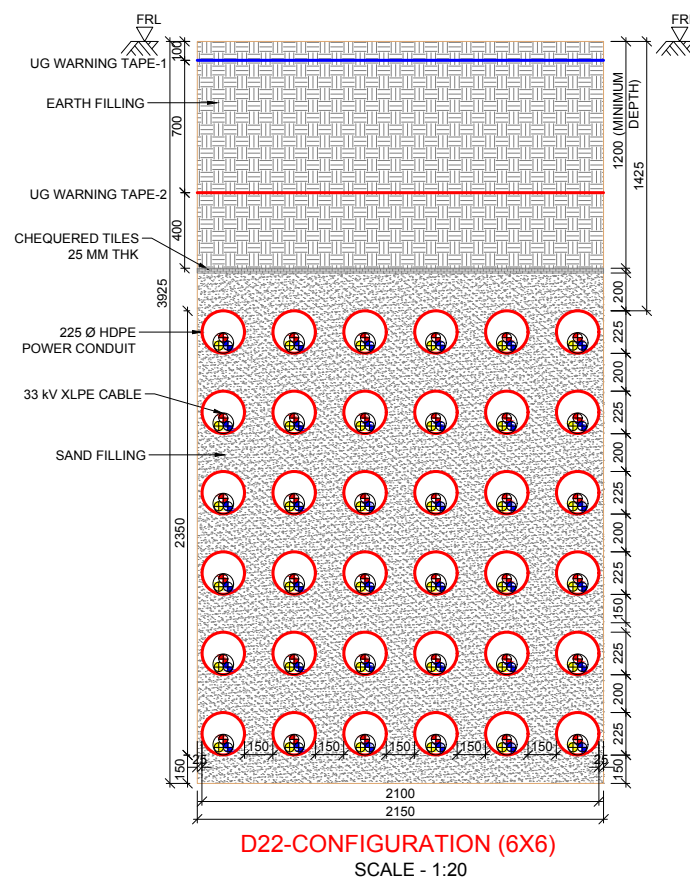 FRL
FRL
100
UG WARNING TAPE-1
EARTH FILLING
700
1200 (MINIMUM
DEPTH)
1425
UG WARNING TAPE-2
400
CHEQUERED TILES
25 MM THK
3925
200
225 Ø HDPE
POWER CONDUIT
225
200
33 kV XLPE CABLE
225
200
SAND FILLING
225
2350
200
225
150
225
200
225
150
150
150
150
150
25
25
150
150
2100
2150
D22-CONFIGURATION (6X6)
SCALE - 1:20